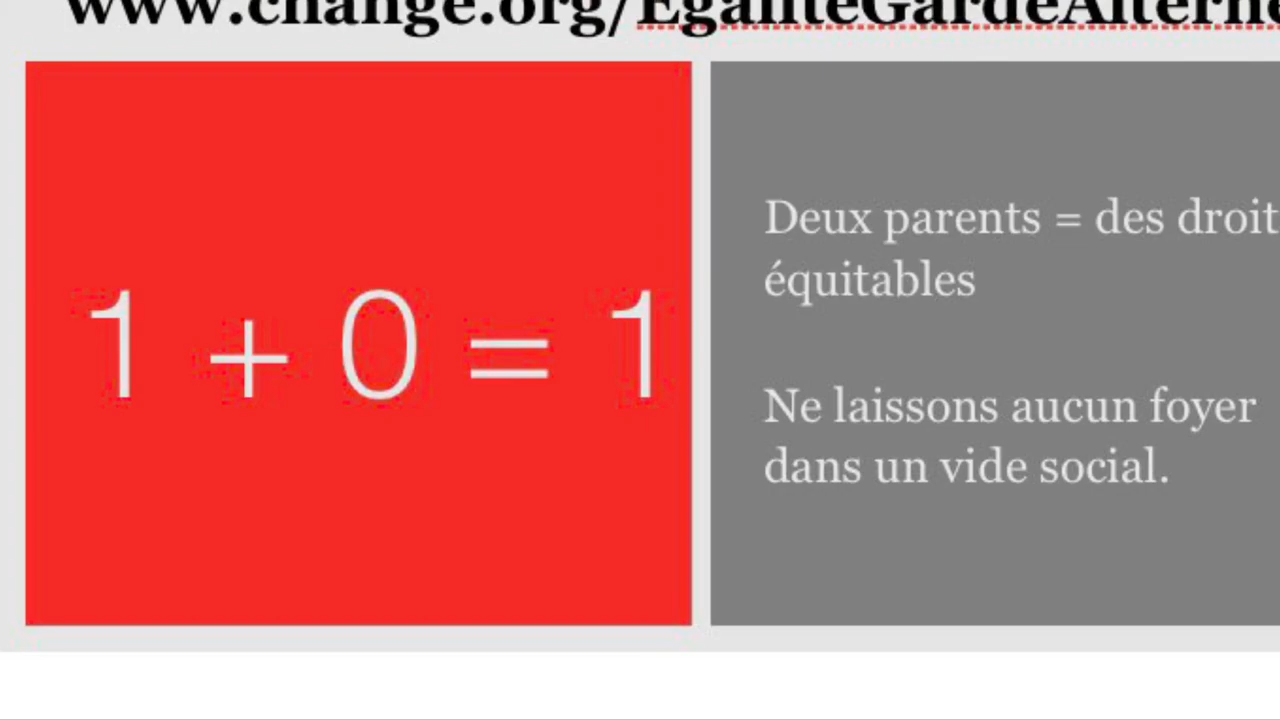 www.change.org/EgaliteGardeAlterne
1 + 0 = 1
Deux parents = des droit
équitables
Ne laissons aucun foyer
dans un vide social.